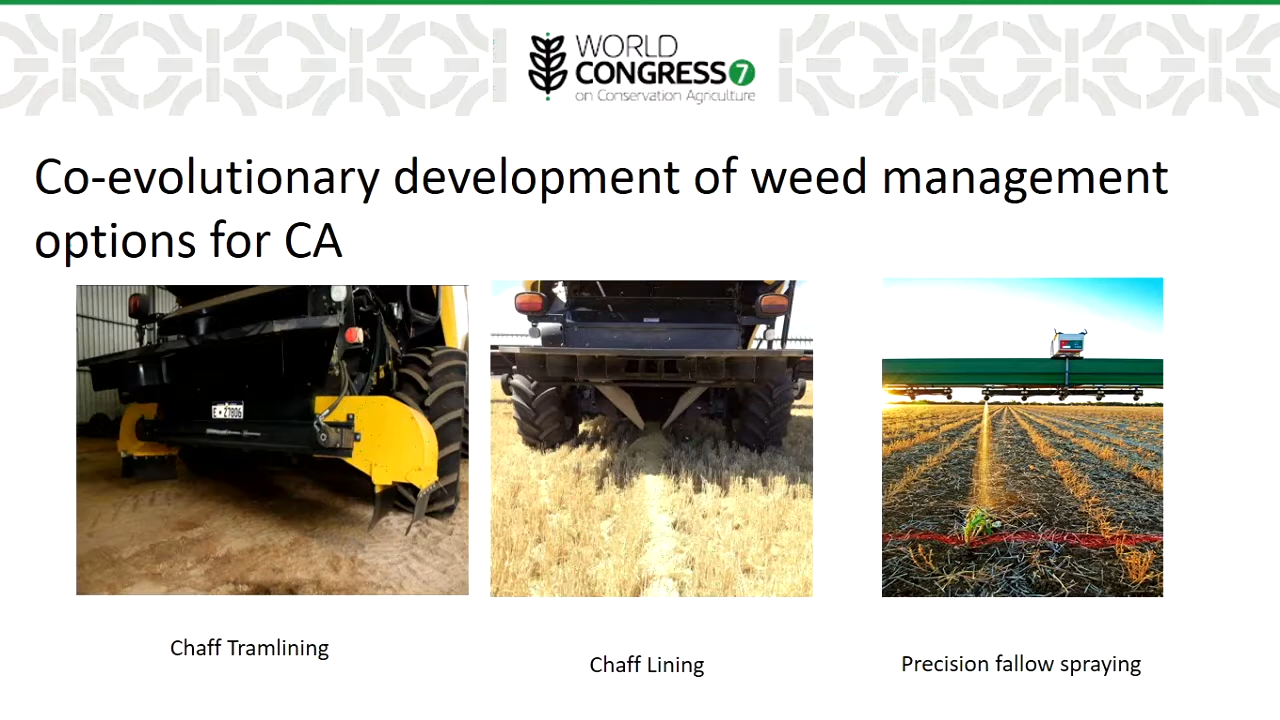 WORLD
CONGRESS 7
on Conservation Agriculture
Co-evolutionary development of weed management
options for CA
E 27806
Chaff Tramlining
Chaff Lining
Precision fallow spraying